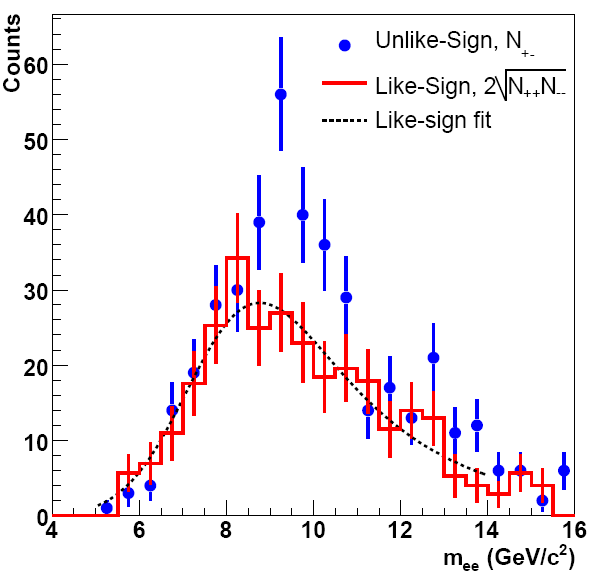 Counts
Unlike-Sign, N+-
Like-Sign, 2√N++N--
Like-sign fit
60
50
40
30
20
10
0
4 6 8 10 12 14 16
mee (GeV/c2)